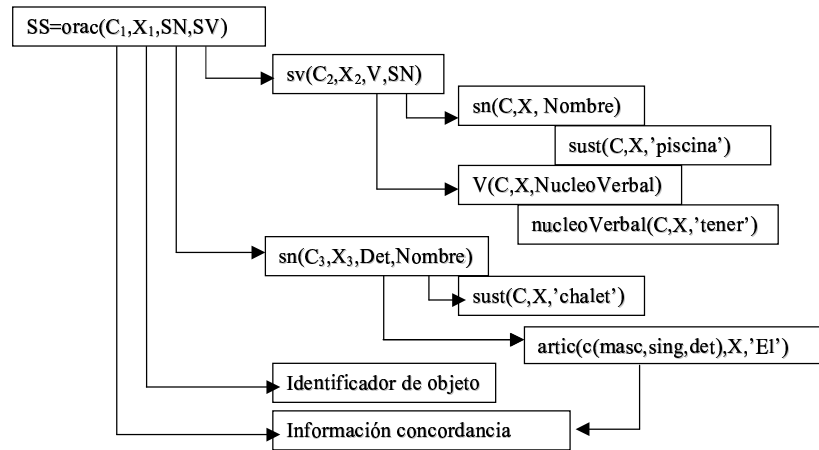 SS=orac(C₁,X₁,SN,SV)
sv(C₂,X₂,V,SN)
sn(C,X, Nombre)
sust(C,X,’piscina’)
V(C,X,NucleoVerbal)
nucleoVerbal(C,X,’tener’)
sn(C₃,X₃,Det,Nombre)
sust(C,X,’chalet’)
artic(c(masc,sing,det),X,’El’)
Identificador de objeto
Información concordancia